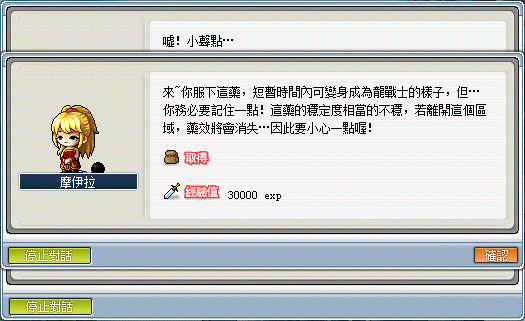 噓! 小聲點…
來~你服下這藥, 短暫時間內可變身成為龍戰士的樣子, 但…
你務必要記住一點! 這藥的穩定度相當的不穩, 若離開這個區
域, 藥效將會消失…因此要小心一點喔!
取得
摩伊拉
經驗值 30000 exp
停止對話
確認
停止對話